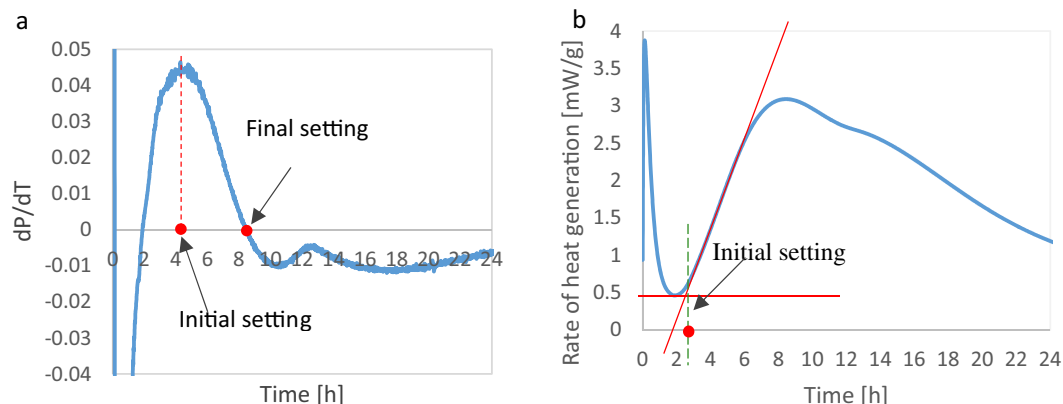 a
0.05
0.04
0.03
0.02
0.01
0
-0.01
-0.02
-0.03
-0.04
dP/dT
0 2 4 6 8 10 12 14 16 18 20 22 24
Final setting
Initial setting
Time [h]
b
4
3.5
3
2.5
2
1.5
1
0.5
0
Rate of heat generation [mW/g]
Initial setting
0 2 4 6 8 10 12 14 16 18 20 22 24
Time [h]